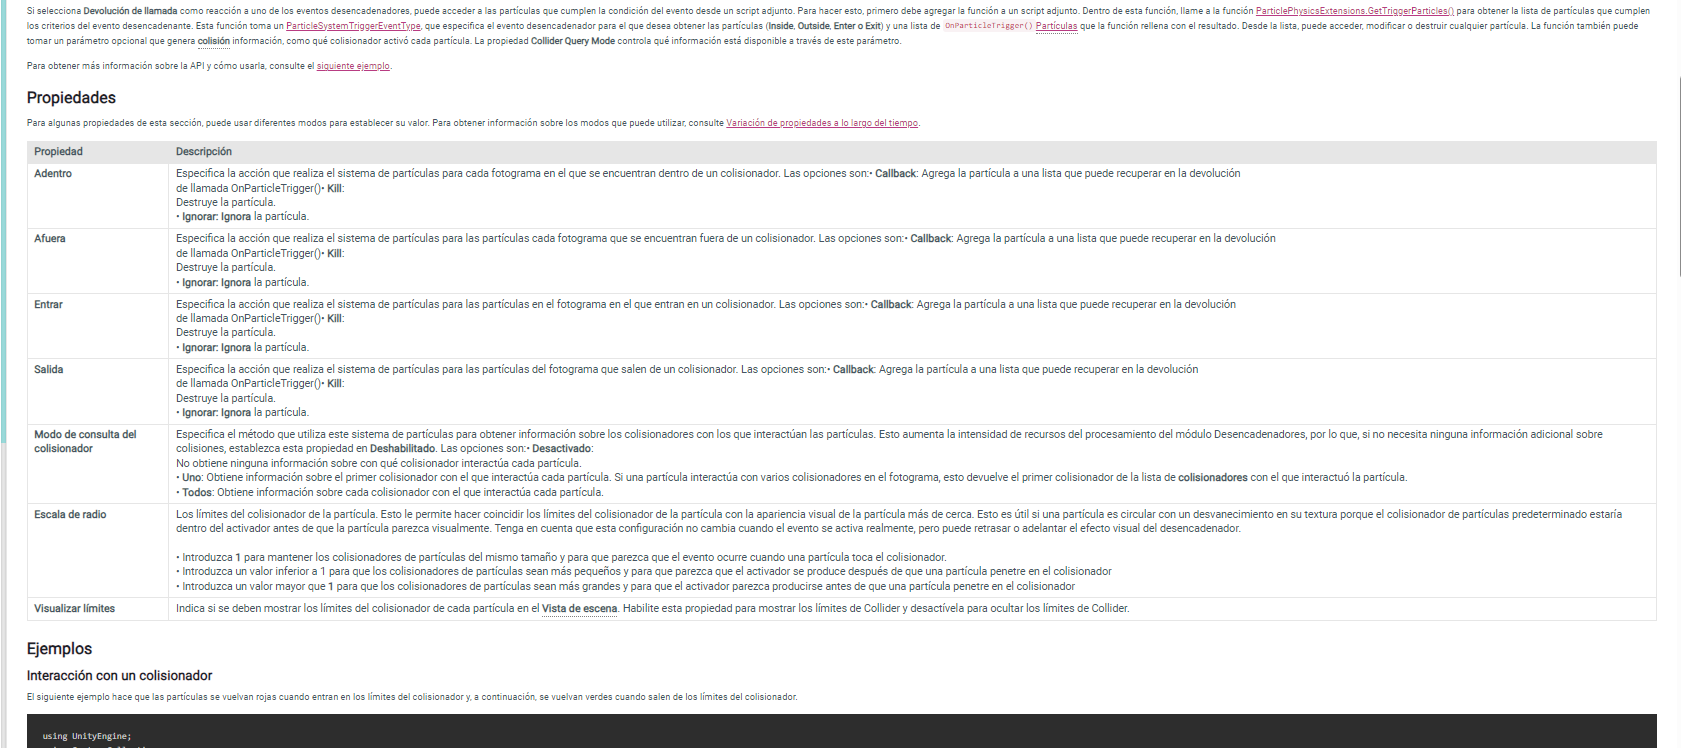 Si selecciona Devolución de llamada como reacción a uno de los eventos desencadenadores, puede acceder a las partículas que cumplen la condición del evento desde un script adjunto. Para hacer esto, primero debe agregar la función a un script adjunto. Dentro de esta función, llame a la función ParticlePhysicsExtensions.GetTriggerParticles() para obtener la lista de partículas que cumplen
los criterios del evento desencadenante. Esta función toma un ParticleSystemTriggerEventType, que especifica el evento desencadenador para el que desea obtener las partículas (Inside, Outside, Enter o Exit) y una lista de OnParticleTrigger() Partículas que la función rellena con el resultado. Desde la lista, puede acceder, modificar o destruir cualquier partícula. La función también puede
tomar un parámetro opcional que genera colisión información, como qué colisionador activó cada partícula. La propiedad Collider Query Mode controla qué información está disponible a través de este parámetro.
Para obtener más información sobre la API y cómo usarla, consulte el siguiente ejemplo.
Propiedades
Para algunas propiedades de esta sección, puede usar diferentes modos para establecer su valor. Para obtener información sobre los modos que puede utilizar, consulte Variación de propiedades a lo largo del tiempo.
Propiedad Descripción
Adentro Especifica la acción que realiza el sistema de partículas para cada fotograma en el que se encuentran dentro de un colisionador. Las opciones son:• Callback: Agrega la partícula a una lista que puede recuperar en la devolución
de llamada OnParticleTrigger()• Kill:
Destruye la partícula.
• Ignorar: Ignora la partícula.
Afuera Especifica la acción que realiza el sistema de partículas para las partículas cada fotograma que se encuentran fuera de un colisionador. Las opciones son:• Callback: Agrega la partícula a una lista que puede recuperar en la devolución
de llamada OnParticleTrigger()• Kill:
Destruye la partícula.
• Ignorar: Ignora la partícula.
Entrar Especifica la acción que realiza el sistema de partículas para las partículas en el fotograma en el que entran en un colisionador. Las opciones son:• Callback: Agrega la partícula a una lista que puede recuperar en la devolución
de llamada OnParticleTrigger()• Kill:
Destruye la partícula.
• Ignorar: Ignora la partícula.
Salida Especifica la acción que realiza el sistema de partículas para las partículas del fotograma que salen de un colisionador. Las opciones son:• Callback: Agrega la partícula a una lista que puede recuperar en la devolución
de llamada OnParticleTrigger()• Kill:
Destruye la partícula.
• Ignorar: Ignora la partícula.
Modo de consulta del Especifica el método que utiliza este sistema de partículas para obtener información sobre los colisionadores con los que interactúan las partículas. Esto aumenta la intensidad de recursos del procesamiento del módulo Desencadenadores, por lo que, si no necesita ninguna información adicional sobre
colisionador colisiones, establezca esta propiedad en Deshabilitado. Las opciones son:• Desactivado:
No obtiene ninguna información sobre con qué colisionador interactúa cada partícula.
• Uno: Obtiene información sobre el primer colisionador con el que interactúa cada partícula. Si una partícula interactúa con varios colisionadores en el fotograma, esto devuelve el primer colisionador de la lista de colisionadores con el que interactuó la partícula.
• Todos: Obtiene información sobre cada colisionador con el que interactúa cada partícula.
Escala de radio Los límites del colisionador de la partícula. Esto le permite hacer coincidir los límites del colisionador de la partícula con la apariencia visual de la partícula más de cerca. Esto es útil si una partícula es circular con un desvanecimiento en su textura porque el colisionador de partículas predeterminado estaría
dentro del activador antes de que la partícula parezca visualmente. Tenga en cuenta que esta configuración no cambia cuando el evento se activa realmente, pero puede retrasar o adelantar el efecto visual del desencadenador.
• Introduzca 1 para mantener los colisionadores de partículas del mismo tamaño y para que parezca que el evento ocurre cuando una partícula toca el colisionador.
• Introduzca un valor inferior a 1 para que los colisionadores de partículas sean más pequeños y para que parezca que el activador se produce después de que una partícula penetre en el colisionador
• Introduzca un valor mayor que 1 para que los colisionadores de partículas sean más grandes y para que el activador parezca producirse antes de que una partícula penetre en el colisionador
Visualizar límites Indica si se deben mostrar los límites del colisionador de cada partícula en el Vista de escena. Habilite esta propiedad para mostrar los límites de Collider y desactívela para ocultar los límites de Collider.
Ejemplos
Interacción con un colisionador
El siguiente ejemplo hace que las partículas se vuelvan rojas cuando entran en los límites del colisionador y, a continuación, se vuelvan verdes cuando salen de los límites del colisionador.
using UnityEngine;